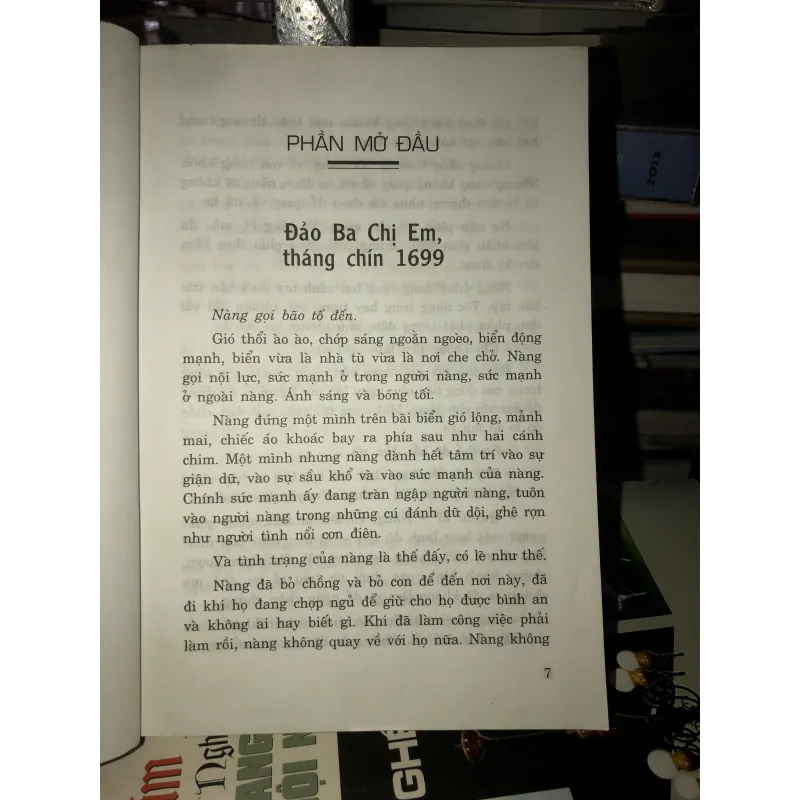 PHẦN MỞ ĐẦU
Đảo Ba Chị Em,
tháng chín 1699
Nàng gọi bão tố đến.
Gió thổi ào ào, chớp sáng ngoằn ngoèo, biển động
mạnh, biển vừa là nhà tù vừa là nơi che chở. Nàng
gọi nội lực, sức mạnh ở trong người nàng, sức mạnh
ở ngoài nàng. Ánh sáng và bóng tối.
Nàng đứng một mình trên bãi biển gió lộng, mảnh
mai, chiếc áo khoác bay ra phía sau như hai cánh
chim. Một mình nhưng nàng dành hết tâm trí vào sự
giận dữ, vào sự sầu khổ và vào sức mạnh của nàng.
Chính sức mạnh ấy đang tràn ngập người nàng, tuôn
vào người nàng trong những cú đánh dữ dội, ghê rợn
như người tình nổi cơn điên.
Và tình trạng của nàng là thế đấy, có lẽ như thế.
Nàng đã bỏ chồng và bỏ con để đến nơi này, đã
đi khi họ đang chợp ngủ để giữ cho họ được bình an
và không ai hay biết gì. Khi đã làm công việc phải
làm rồi, nàng không quay về với họ nữa. Nàng không
7
2013